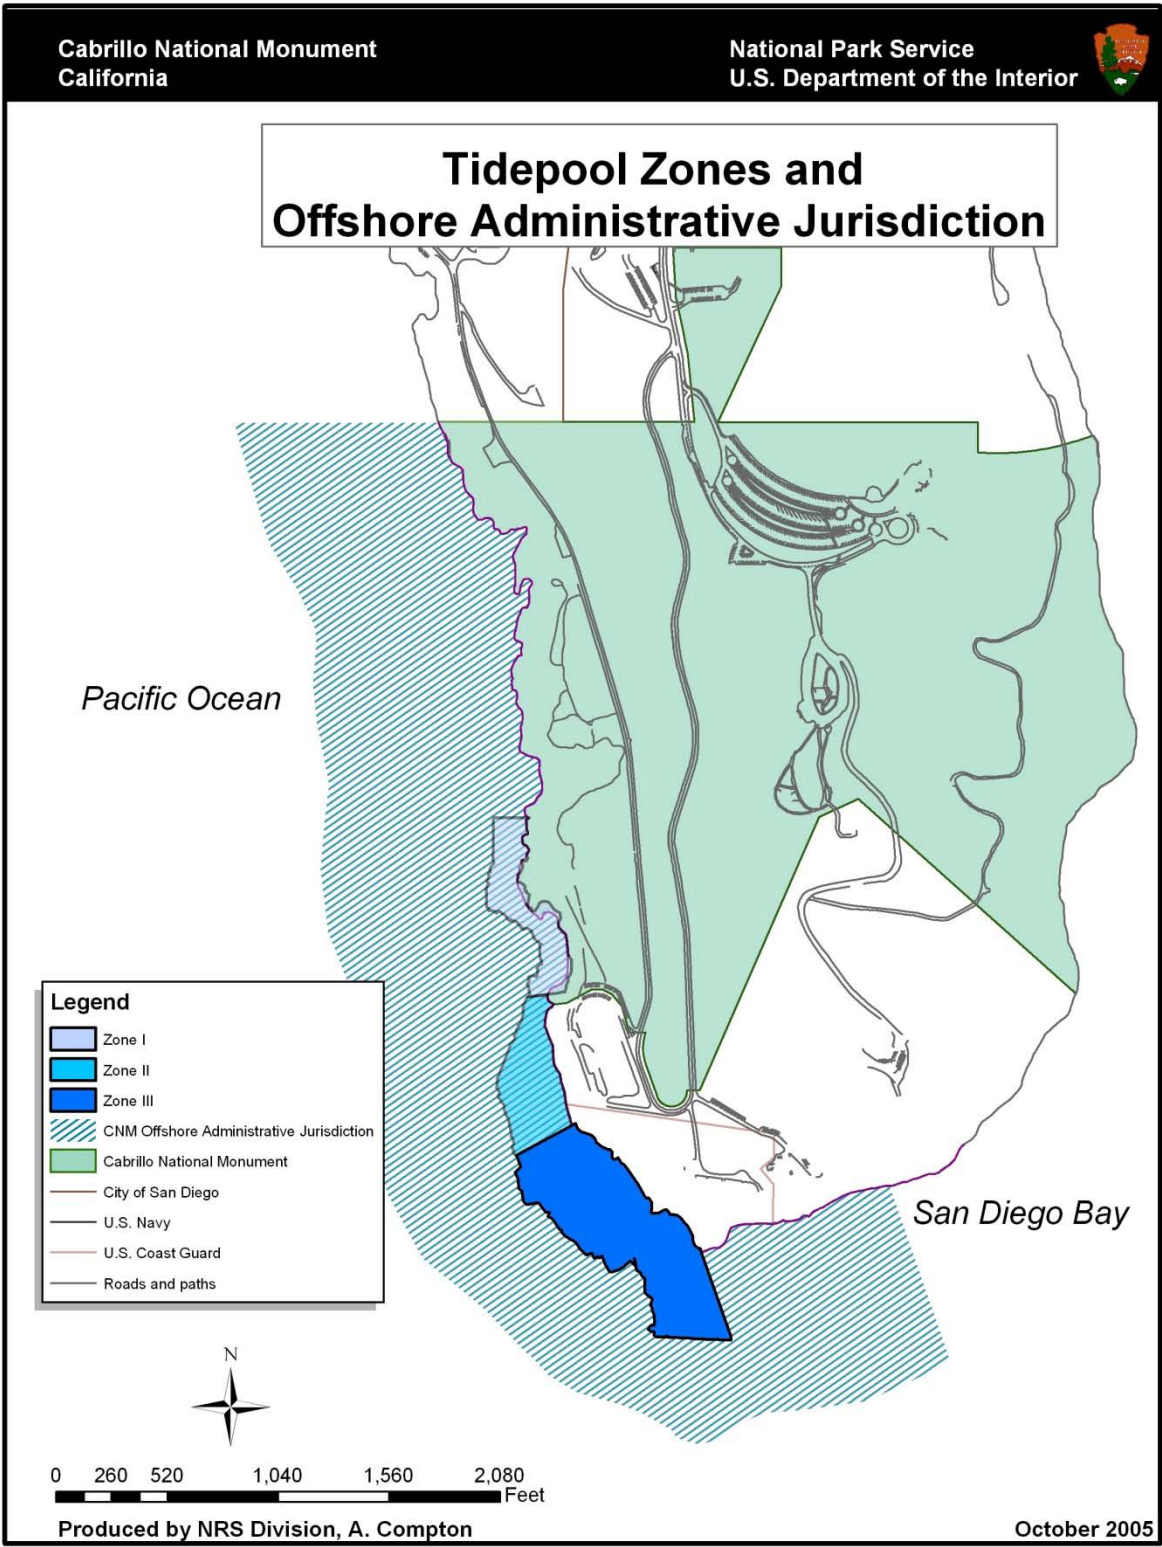 Cabrillo National Monument
California
National Park Service
U.S. Department of the Interior
Tidepool Zones and
Offshore Administrative Jurisdiction
Pacific Ocean
San Diego Bay
Legend
Zone I
Zone II
Zone III
CNM Offshore Administrative Jurisdiction
Cabrillo National Monument
City of San Diego
U.S. Navy
U.S. Coast Guard
Roads and paths
N
0 260 520 1,040 1,560 2,080
Feet
Produced by NRS Division, A. Compton
October 2005